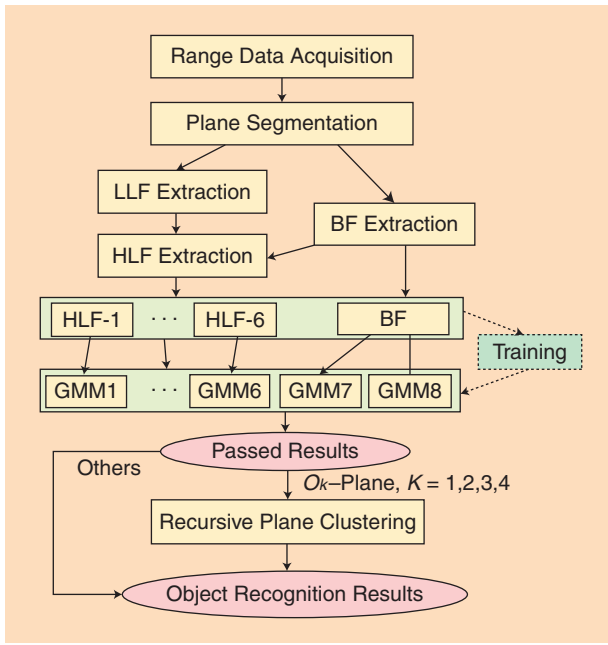 Range Data Acquisition
Plane Segmentation
LLF Extraction
BF Extraction
HLF Extraction
HLF-1 · · · HLF-6 BF
Training
GMM1 · · · GMM6 GMM7 GMM8
Passed Results
Others
Ok–Plane, K = 1,2,3,4
Recursive Plane Clustering
Object Recognition Results